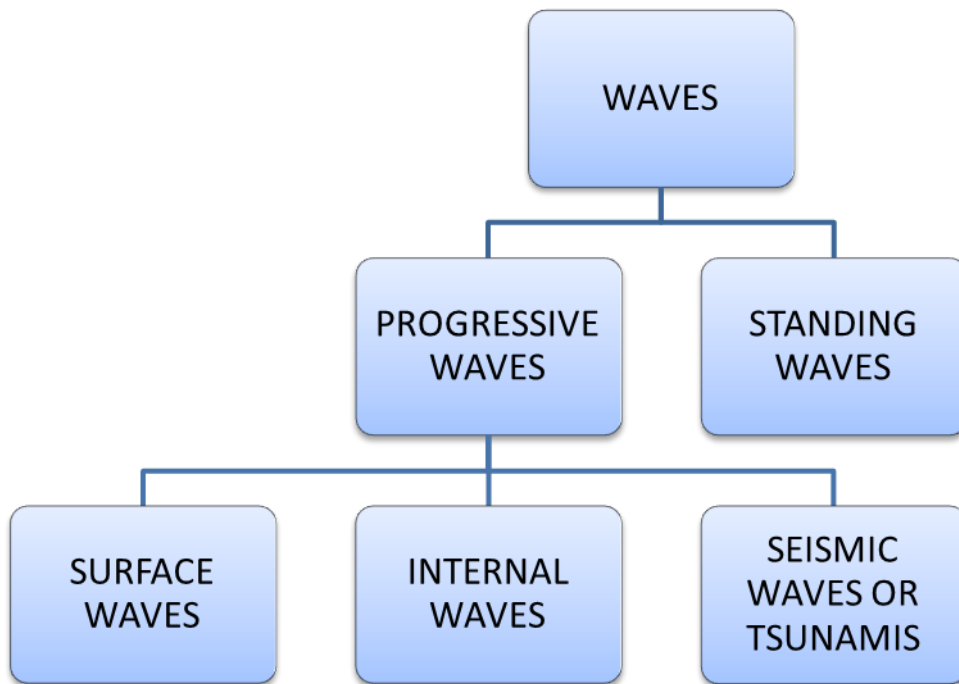 WAVES
PROGRESSIVE
WAVES
STANDING
WAVES
SURFACE
WAVES
INTERNAL
WAVES
SEISMIC
WAVES OR
TSUNAMIS